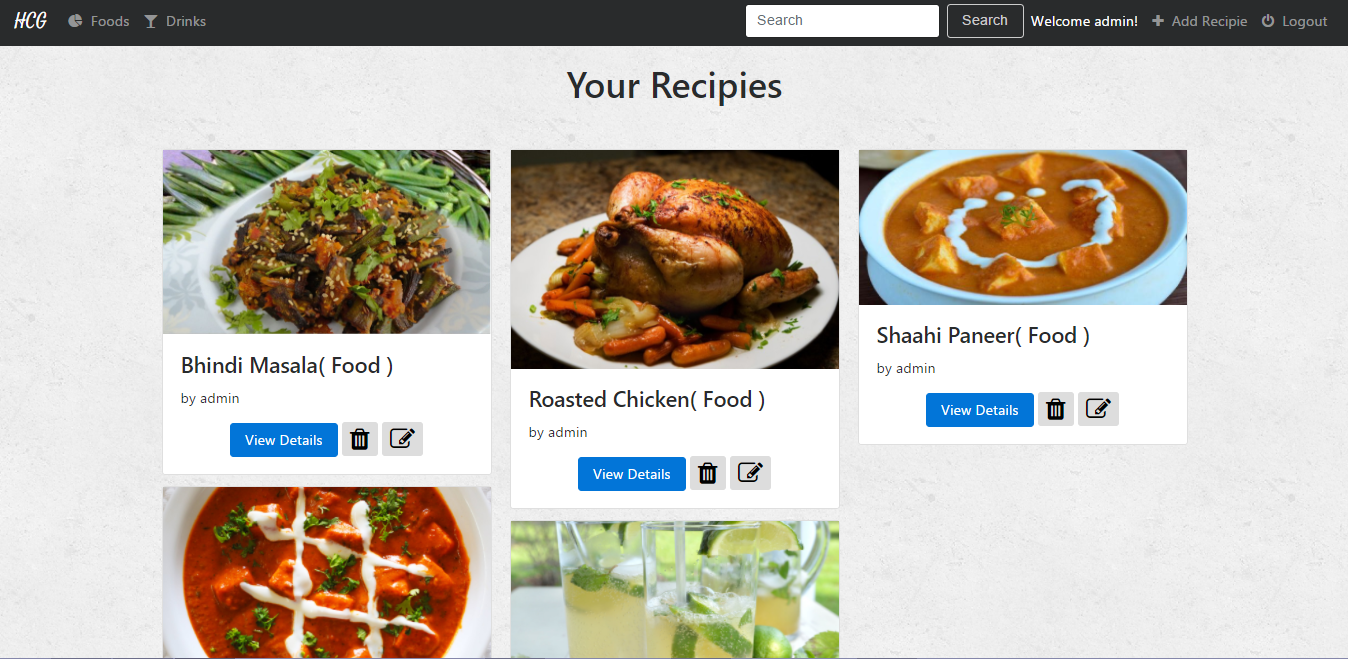 HCG Foods Drinks Search Search Welcome admin! Add Recipie Logout
Your Recipies
Bhindi Masala( Food )
by admin
View Details
Roasted Chicken( Food )
by admin
View Details
Shaahi Paneer( Food )
by admin
View Details